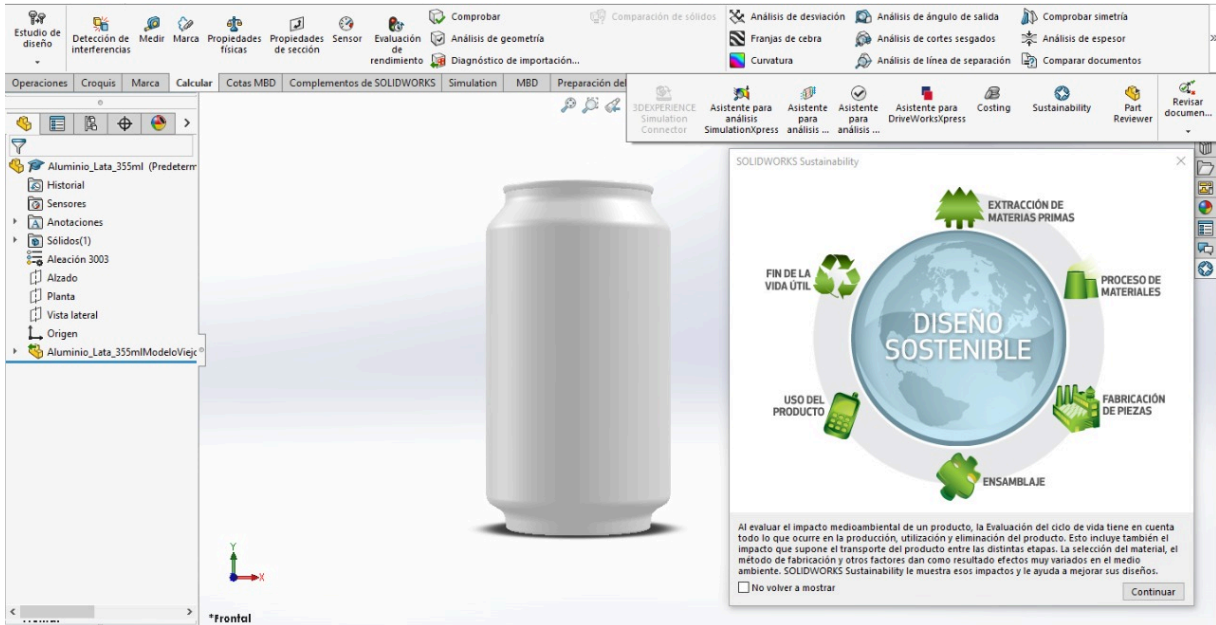 Estudio de
diseño
Detección de
interferencias
Medir
Marca
Propiedades
físicas
Propiedades
de sección
Sensor
Evaluación
de
rendimiento
Comprobar
Análisis de geometría
Diagnóstico de importación...
Comparación de sólidos
Análisis de desviación
Franjas de cebra
Curvatura
Análisis de ángulo de salida
Análisis de cortes sesgados
Análisis de línea de separación
Comprobar simetría
Análisis de espesor
Comparar documentos
Operaciones
Croquis
Marca
Calcular
Cotas MBD
Complementos de SOLIDWORKS
Simulation
MBD
Preparación del
3DEXPERIENCE
Simulation
Connector
Asistente para
análisis
SimulationXpress
Asistente
para
análisis ...
Asistente
para
análisis ...
Asistente para
DriveWorksXpress
Costing
Sustainability
Part
Reviewer
Revisar
documen...
Aluminio_Lata_355ml (Predeterm
Historial
Sensores
Anotaciones
Sólidos(1)
Aleación 3003
Alzado
Planta
Vista lateral
Origen
Aluminio_Lata_355mlModeloViejo
Y
X
*Frontal
SOLIDWORKS Sustainability
EXTRACCIÓN DE
MATERIAS PRIMAS
PROCESO DE
MATERIALES
FABRICACIÓN
DE PIEZAS
ENSAMBLAJE
USO DEL
PRODUCTO
FIN DE LA
VIDA ÚTIL
DISEÑO
SOSTENIBLE
Al evaluar el impacto medioambiental de un producto, la Evaluación del ciclo de vida tiene en cuenta
todo lo que ocurre en la producción, utilización y eliminación del producto. Esto incluye también el
impacto que supone el transporte del producto entre las distintas etapas. La selección del material, el
método de fabricación y otros factores dan como resultado efectos muy variados en el medio
ambiente. SOLIDWORKS Sustainability le muestra esos impactos y le ayuda a mejorar sus diseños.
No volver a mostrar
Continuar